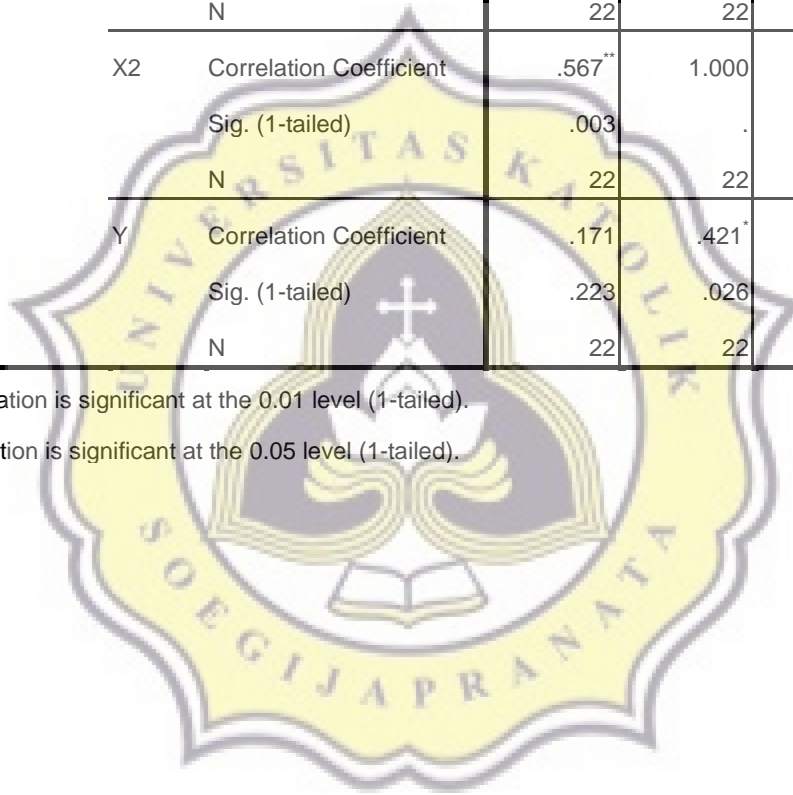 N 22 22
X2 Correlation Coefficient .567** 1.000
Sig. (1-tailed) .003 .
N 22 22
Y Correlation Coefficient .171 .421*
Sig. (1-tailed) .223 .026
N 22 22
ation is significant at the 0.01 level (1-tailed).
tion is significant at the 0.05 level (1-tailed).
UNIVERSITAS KATOLIK
SOEGIJAPRANATA